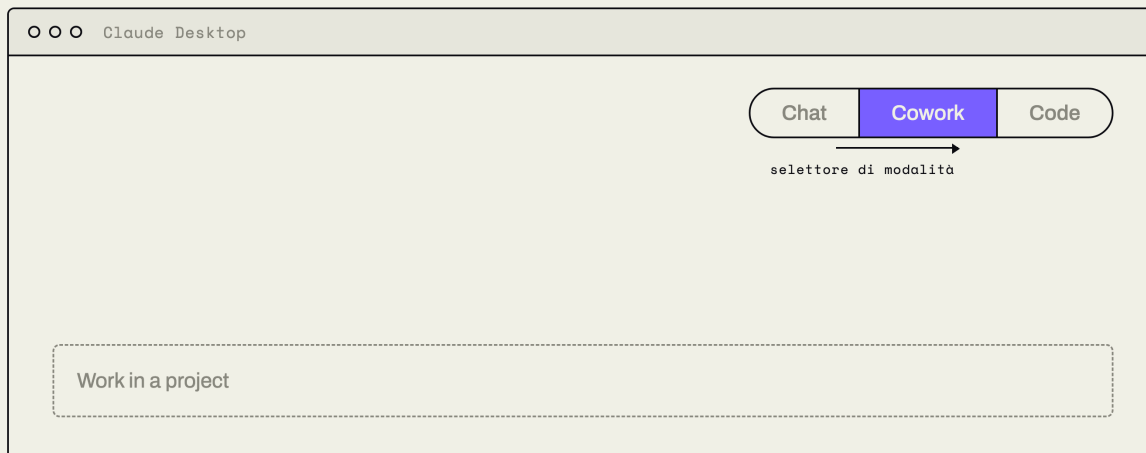 Claude Desktop
Chat Cowork Code
selettore di modalità
Work in a project